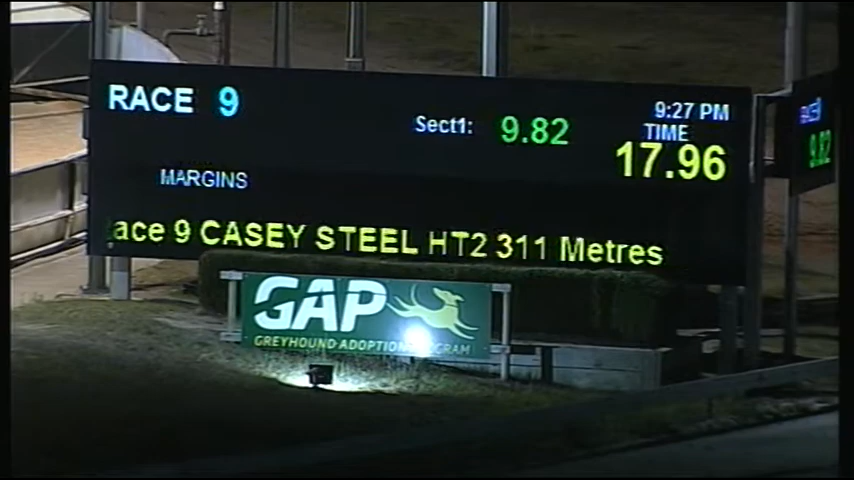 RACE 9
9:27 PM
Sect1: 9.82
TIME
17.96
MARGINS
ace 9 CASEY STEEL HT2 311 Metres
GAP
GREYHOUND ADOPTION
RACE
9.82